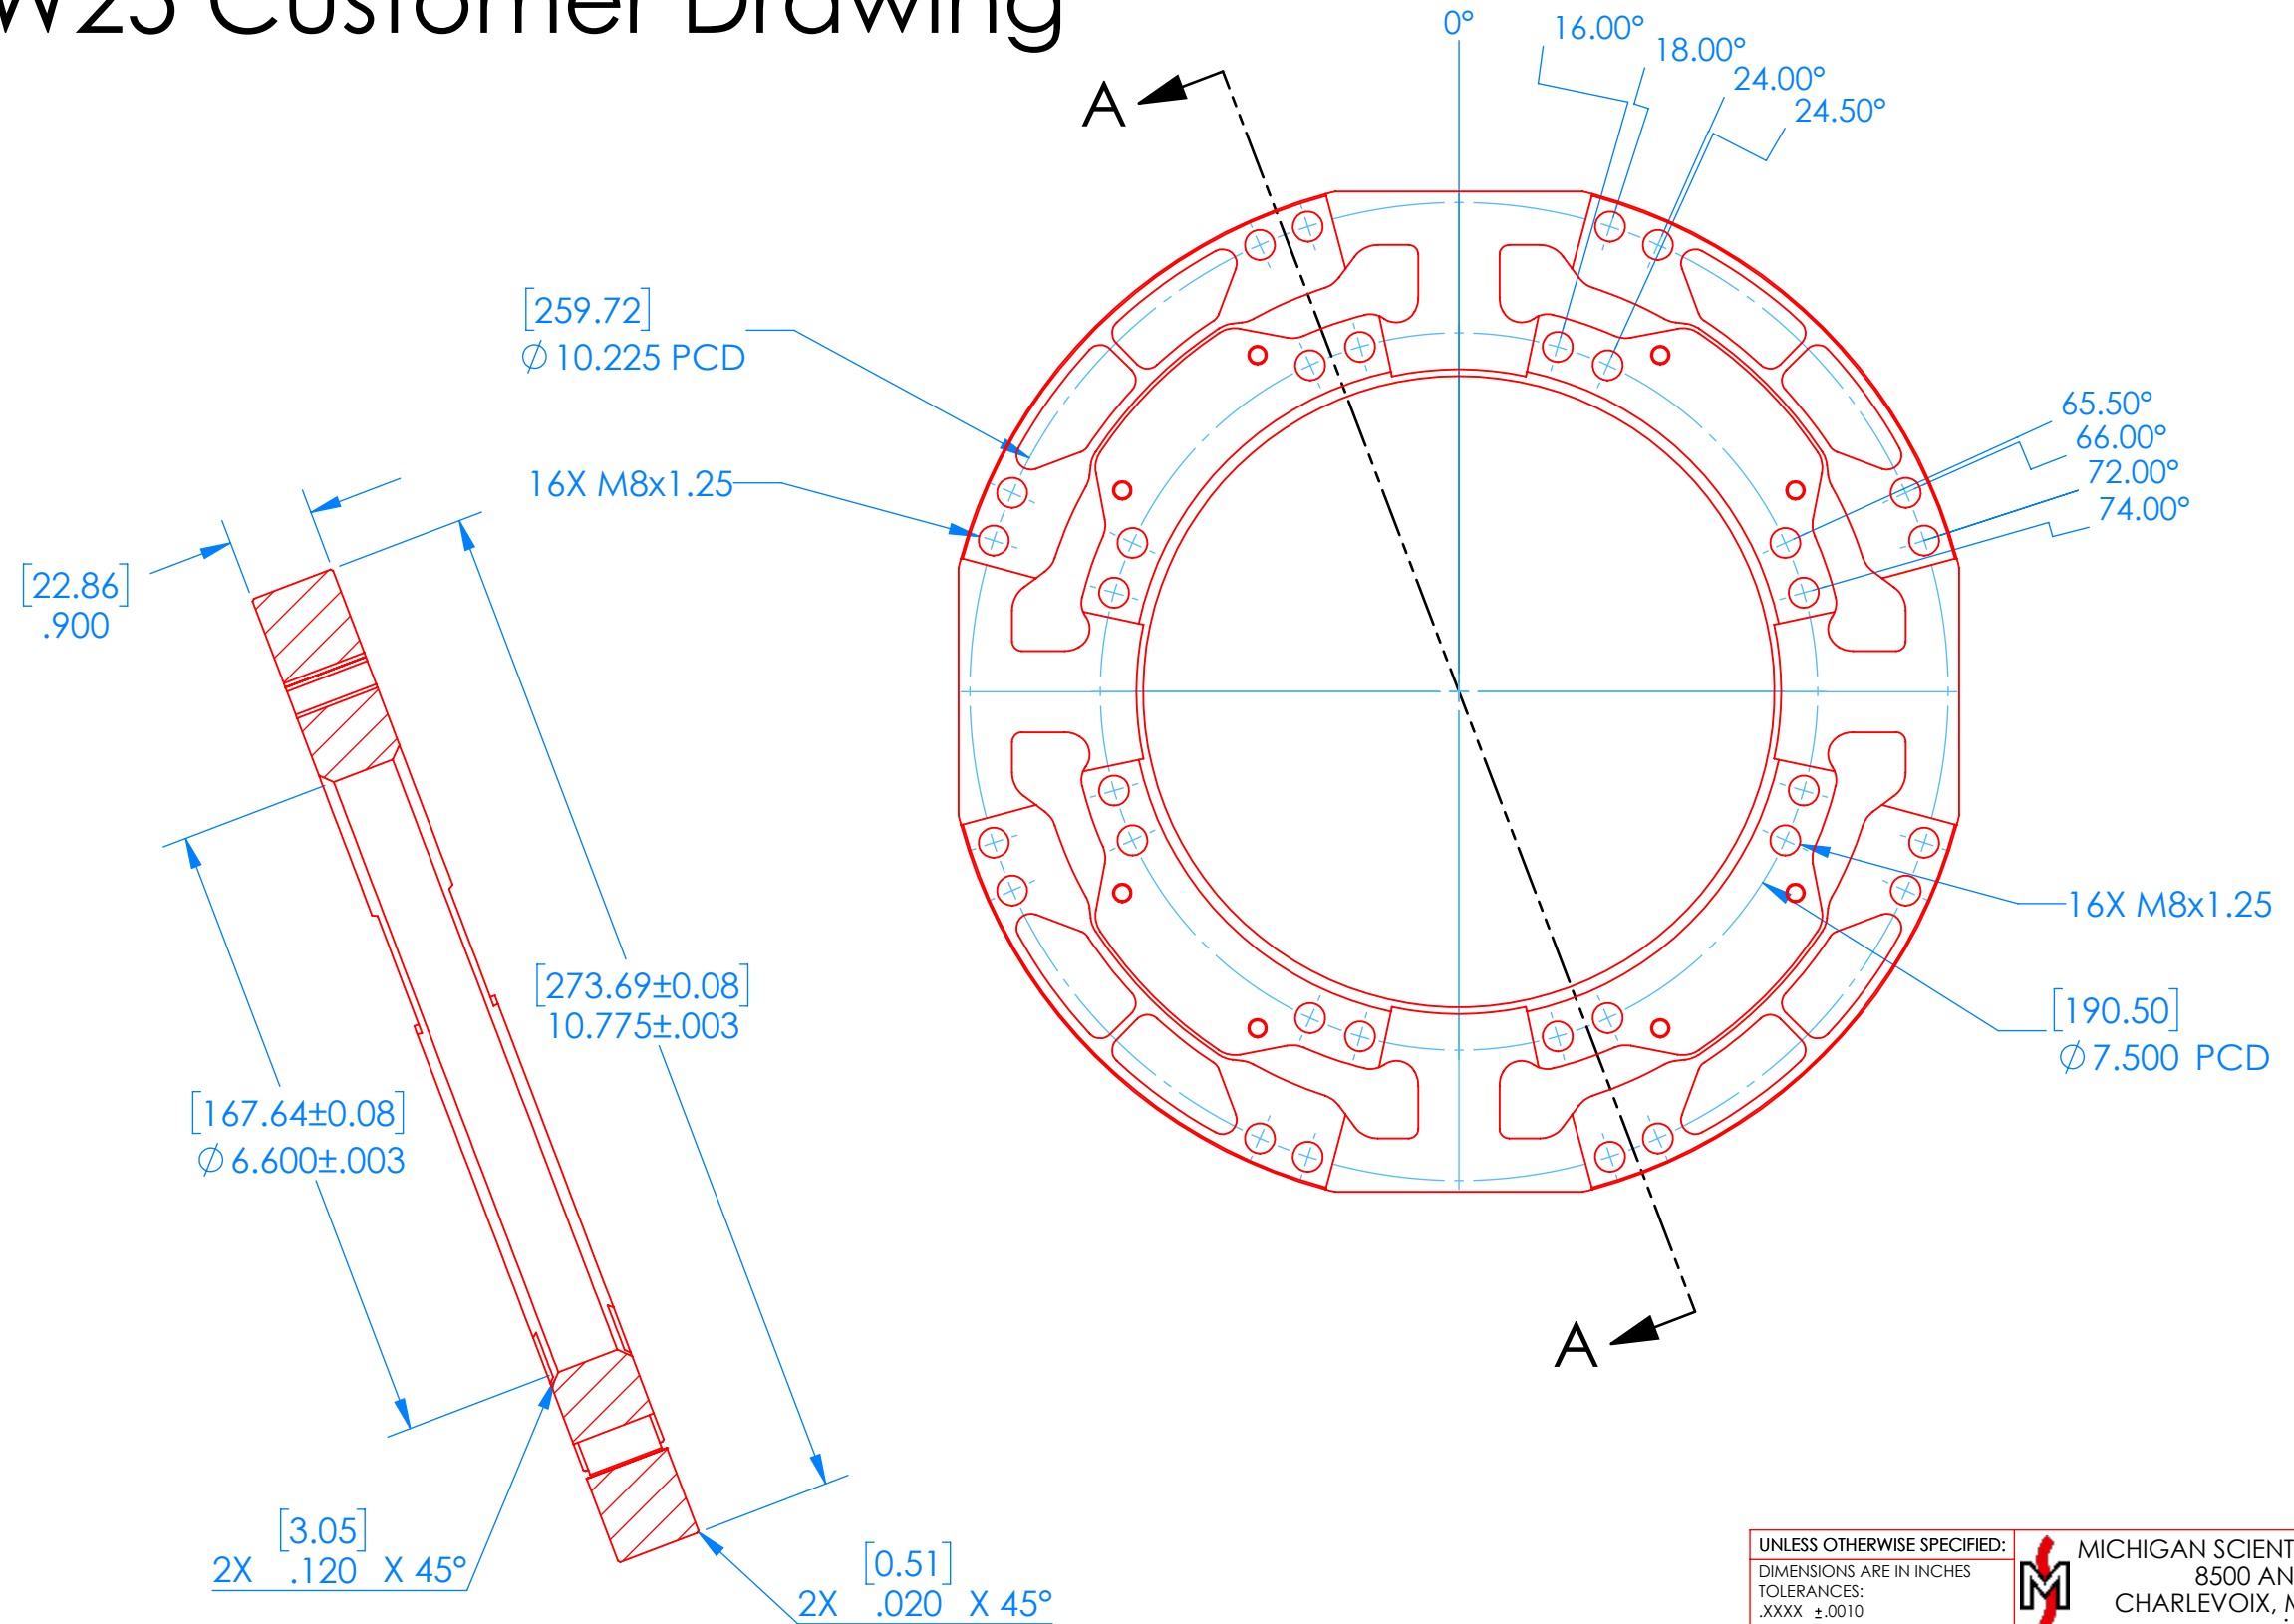 Customer Drawing
0°
16.00°
18.00°
24.00°
24.50°
A
[259.72]
⌀ 10.225 PCD
16X M8x1.25
65.50°
66.00°
72.00°
74.00°
[22.86]
.900
[273.69±0.08]
10.775±.003
[167.64±0.08]
⌀ 6.600±.003
16X M8x1.25
[190.50]
⌀ 7.500 PCD
A
[3.05]
2X .120 X 45°
[0.51]
2X .020 X 45°
UNLESS OTHERWISE SPECIFIED:
DIMENSIONS ARE IN INCHES
TOLERANCES:
.XXXX ±.0010
M
MICHIGAN SCIENT
8500 AN
CHARLEVOIX,